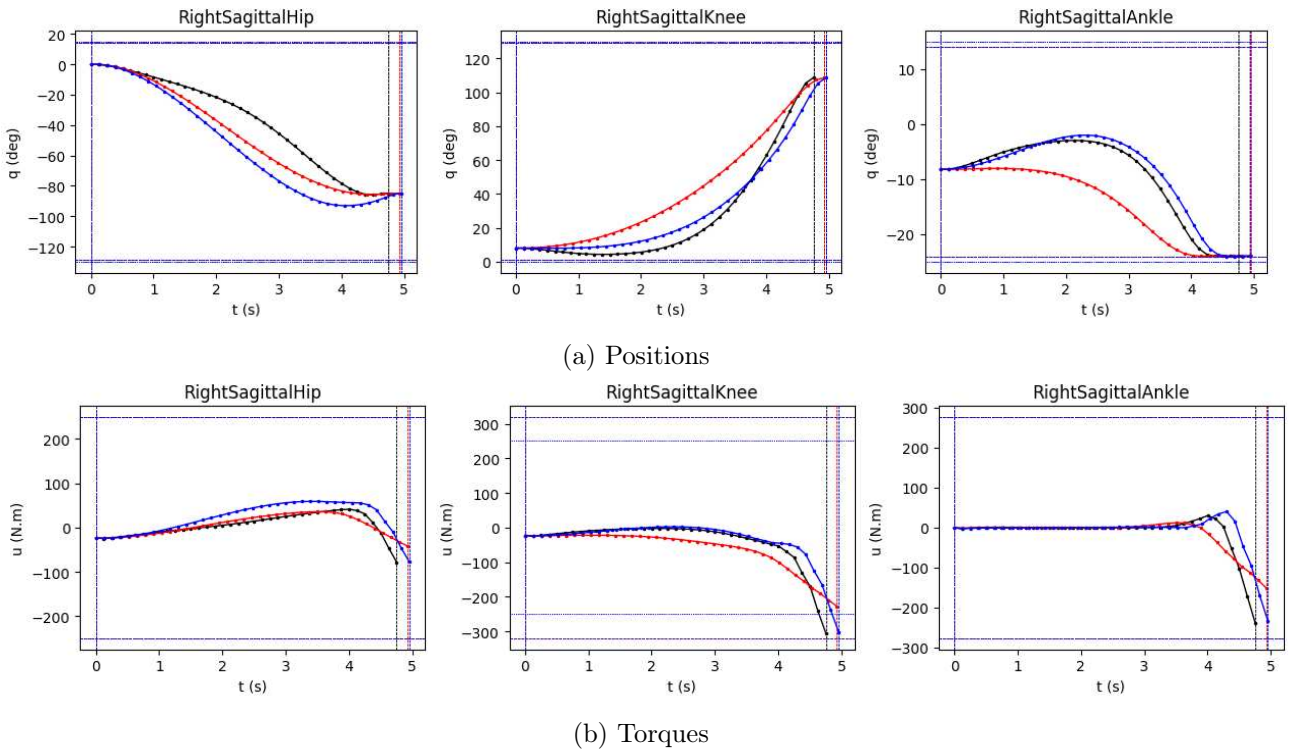 RightSagittalHip RightSagittalKnee RightSagittalAnkle
q (deg)
20
0
−20
−40
−60
−80
−100
−120
0 1 2 3 4 5
t (s)
q (deg)
120
100
80
60
40
20
0
0 1 2 3 4 5
t (s)
q (deg)
10
0
−10
−20
0 1 2 3 4 5
t (s)
(a) Positions
RightSagittalHip RightSagittalKnee RightSagittalAnkle
u (N.m)
200
100
0
−100
−200
0 1 2 3 4 5
t (s)
u (N.m)
300
200
100
0
−100
−200
−300
0 1 2 3 4 5
t (s)
u (N.m)
300
200
100
0
−100
−200
−300
0 1 2 3 4 5
t (s)
(b) Torques